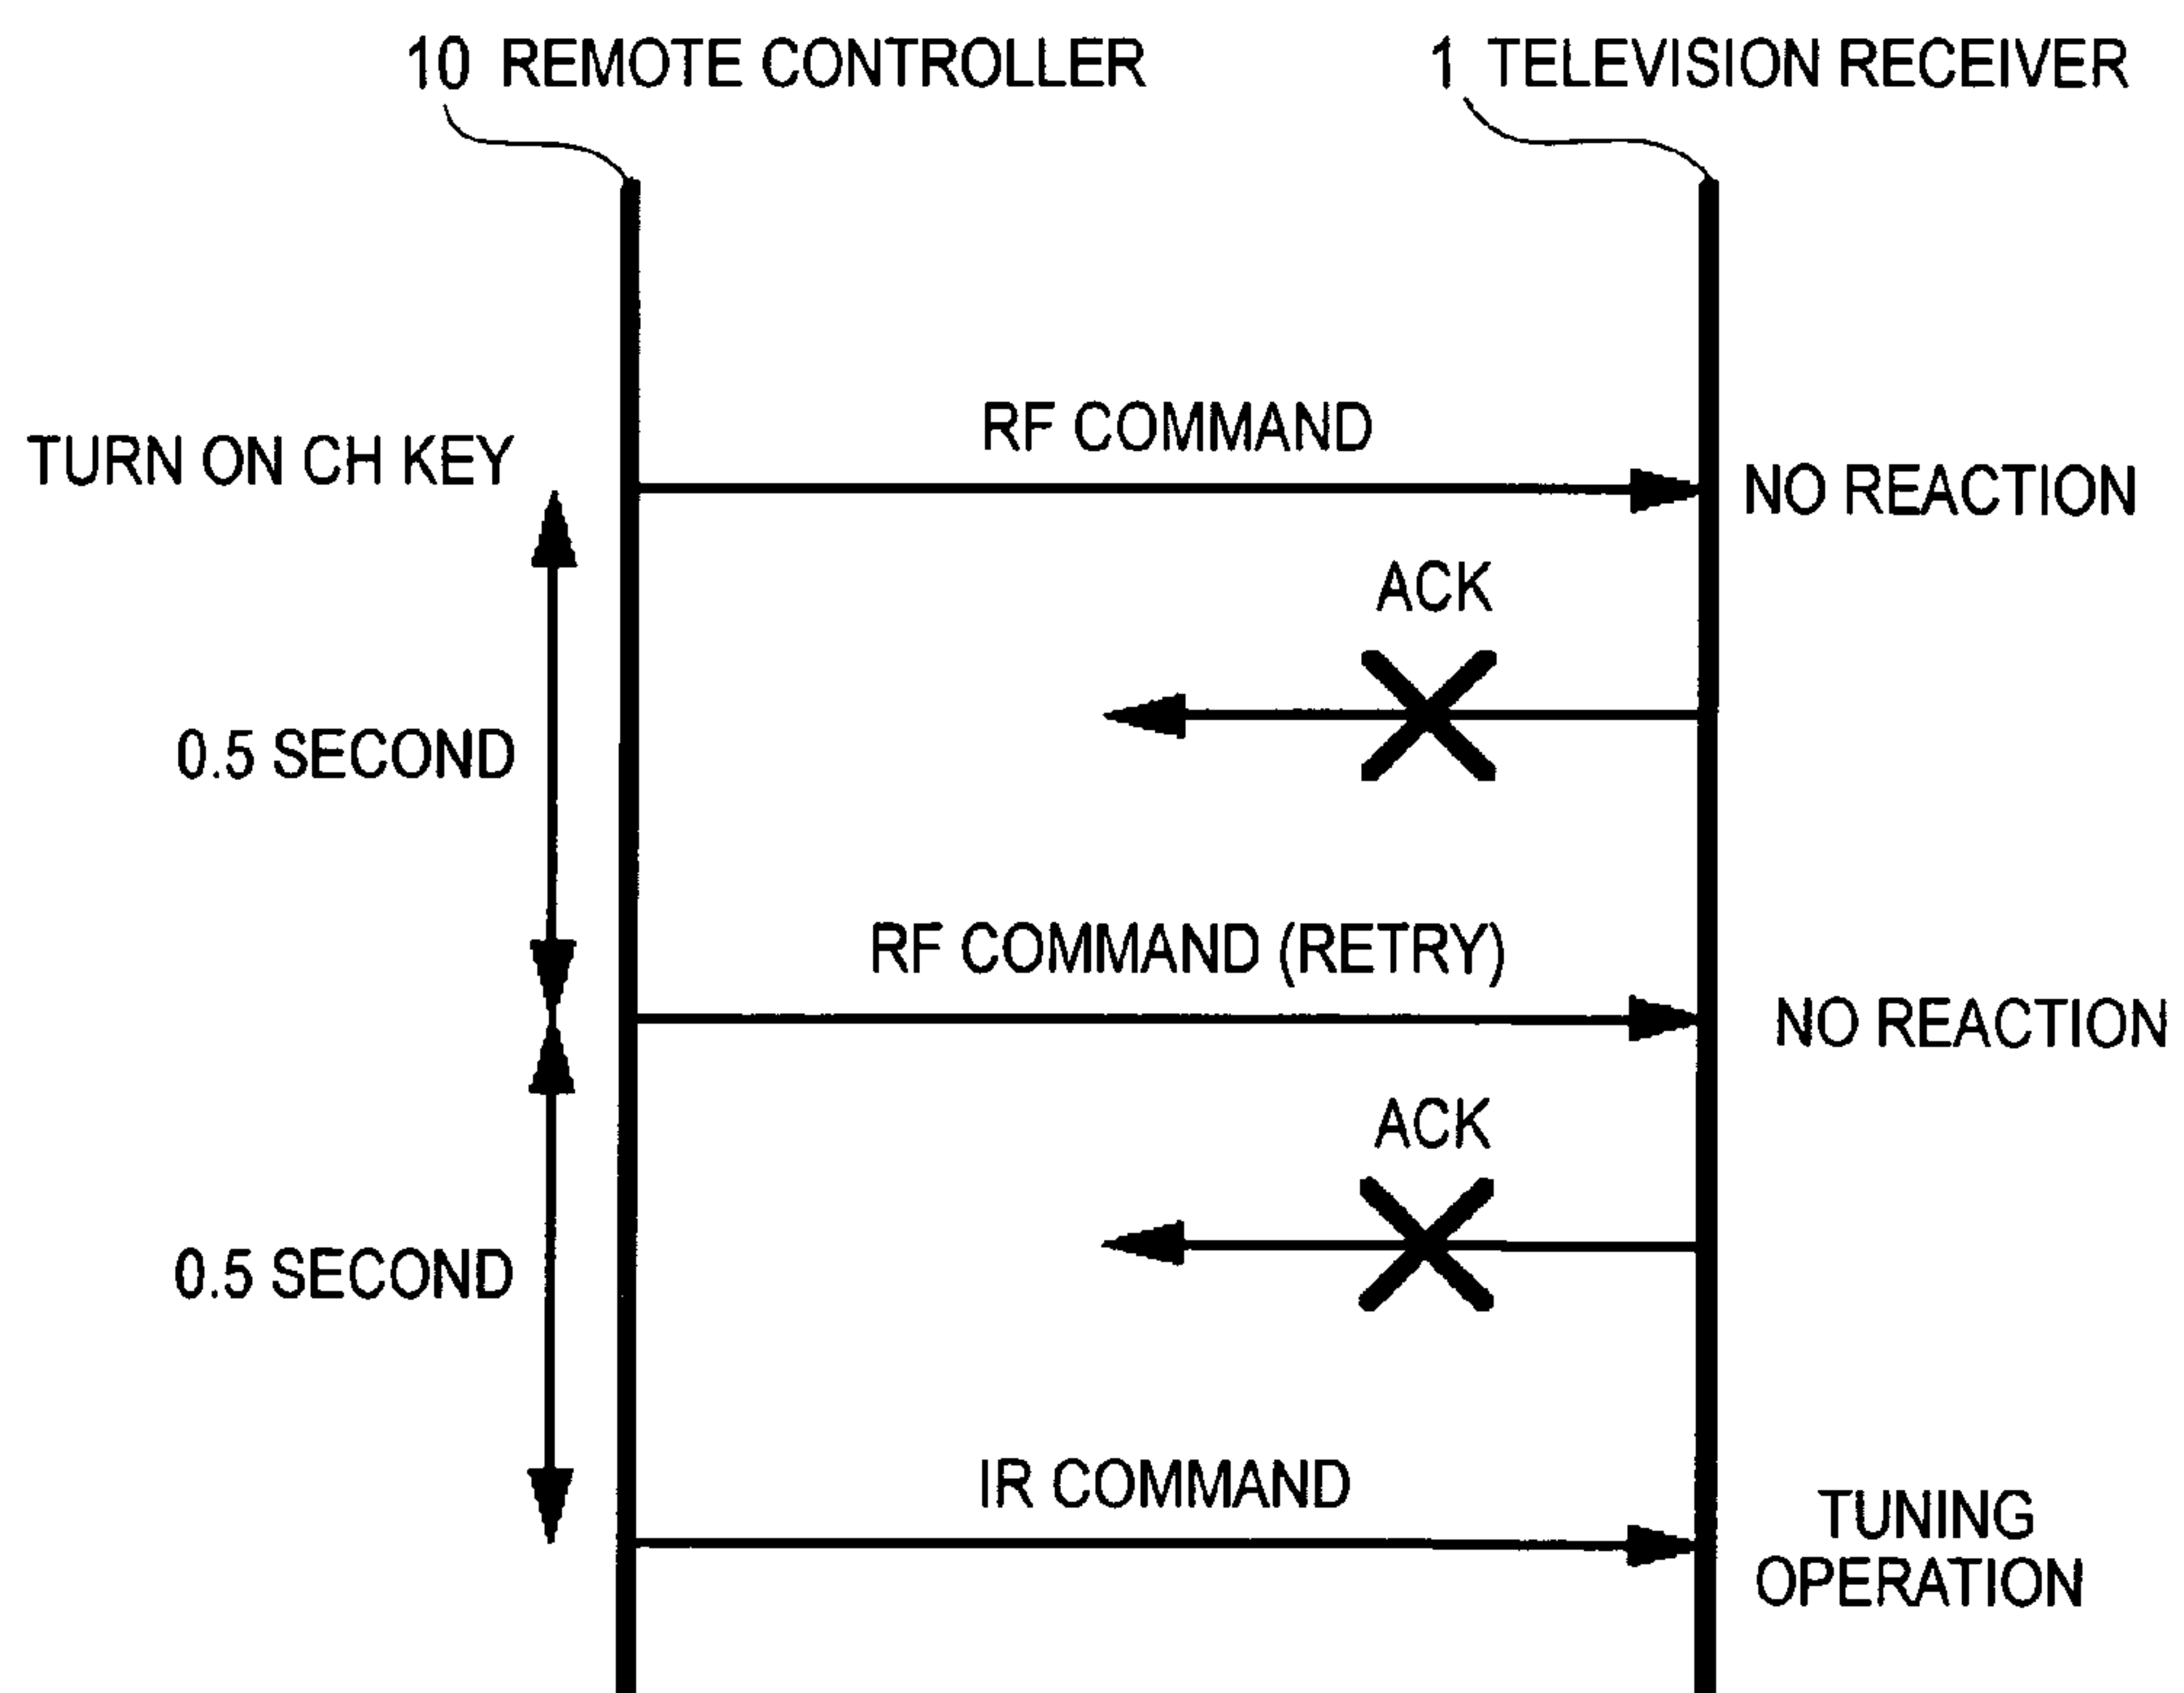 10 REMOTE CONTROLLER
1 TELEVISION RECEIVER
RF COMMAND
TURN ON CH KEY
NO REACTION
ACK
0.5 SECOND
RF COMMAND (RETRY)
NO REACTION
ACK
0.5 SECOND
IR COMMAND
TUNING
OPERATION